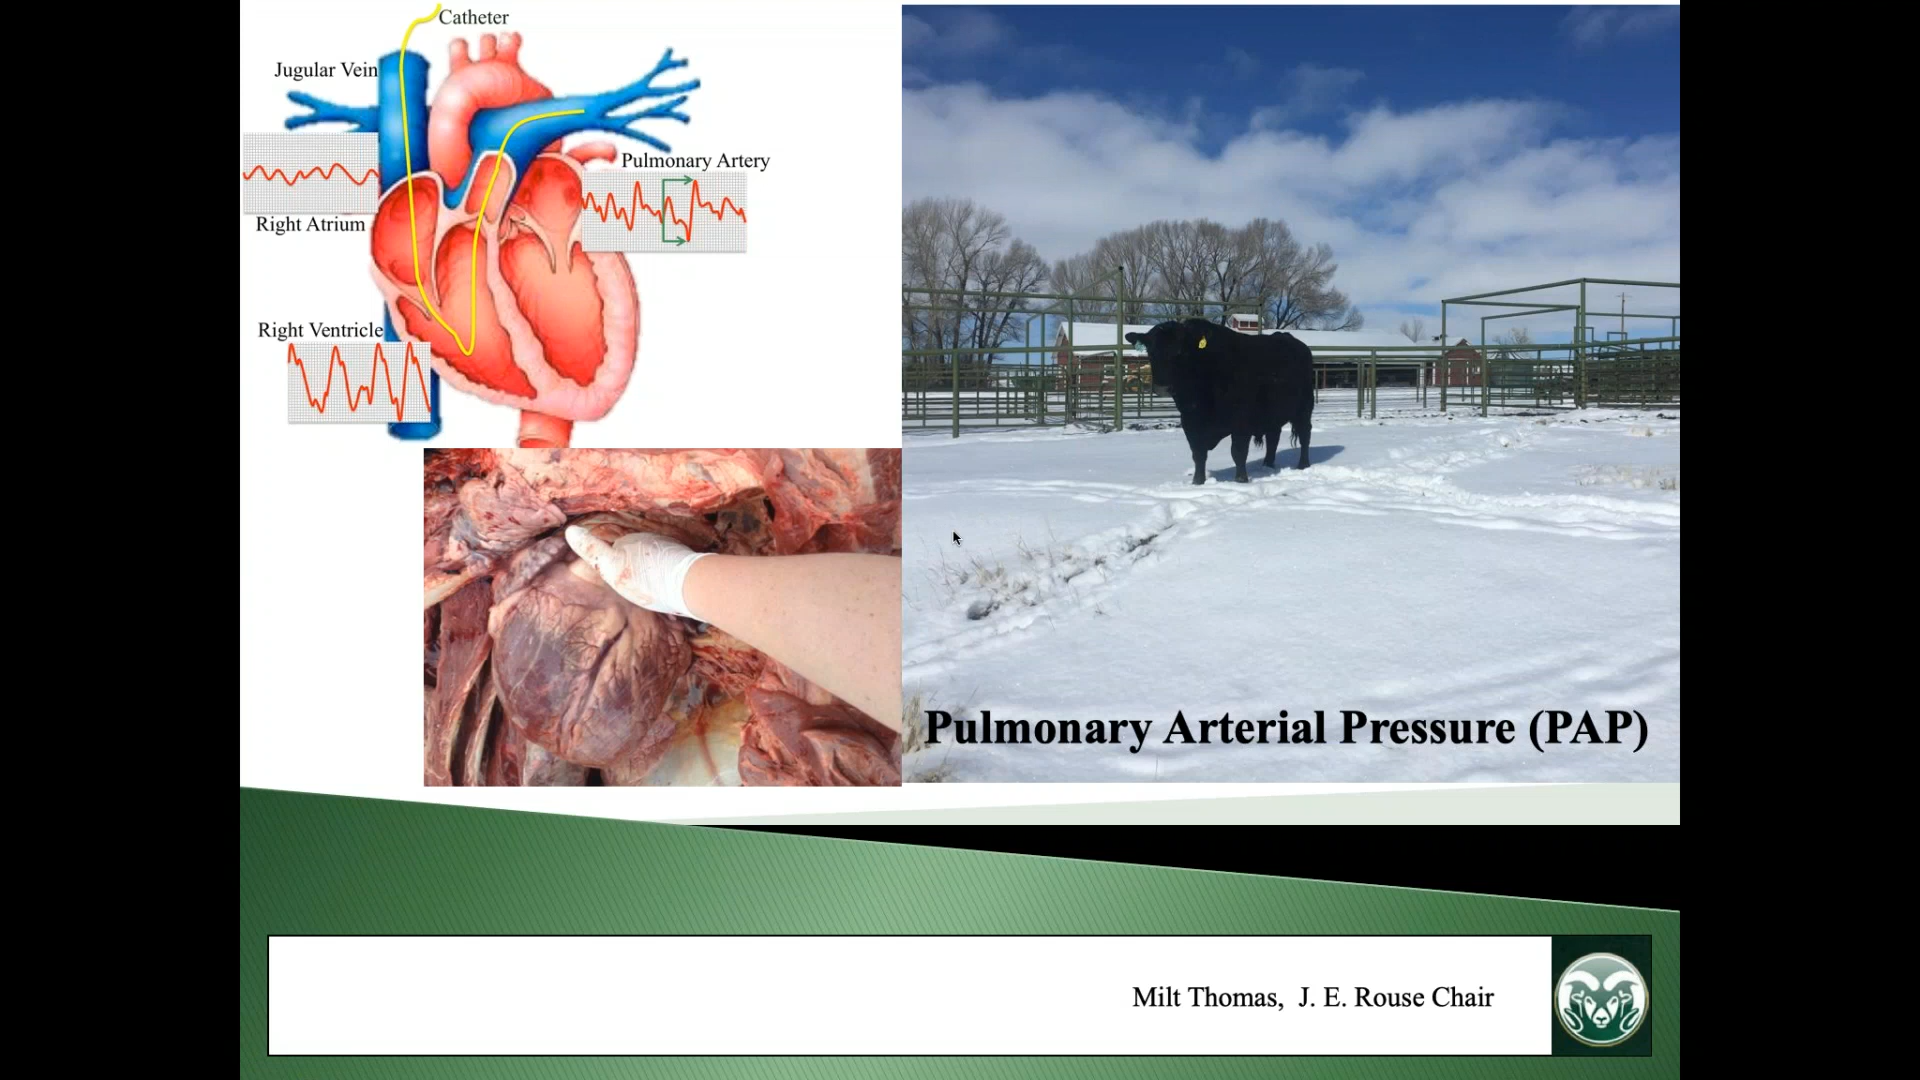 Catheter
Jugular Vein
Pulmonary Artery
Right Atrium
Right Ventricle
Pulmonary Arterial Pressure (PAP)
Milt Thomas, J. E. Rouse Chair